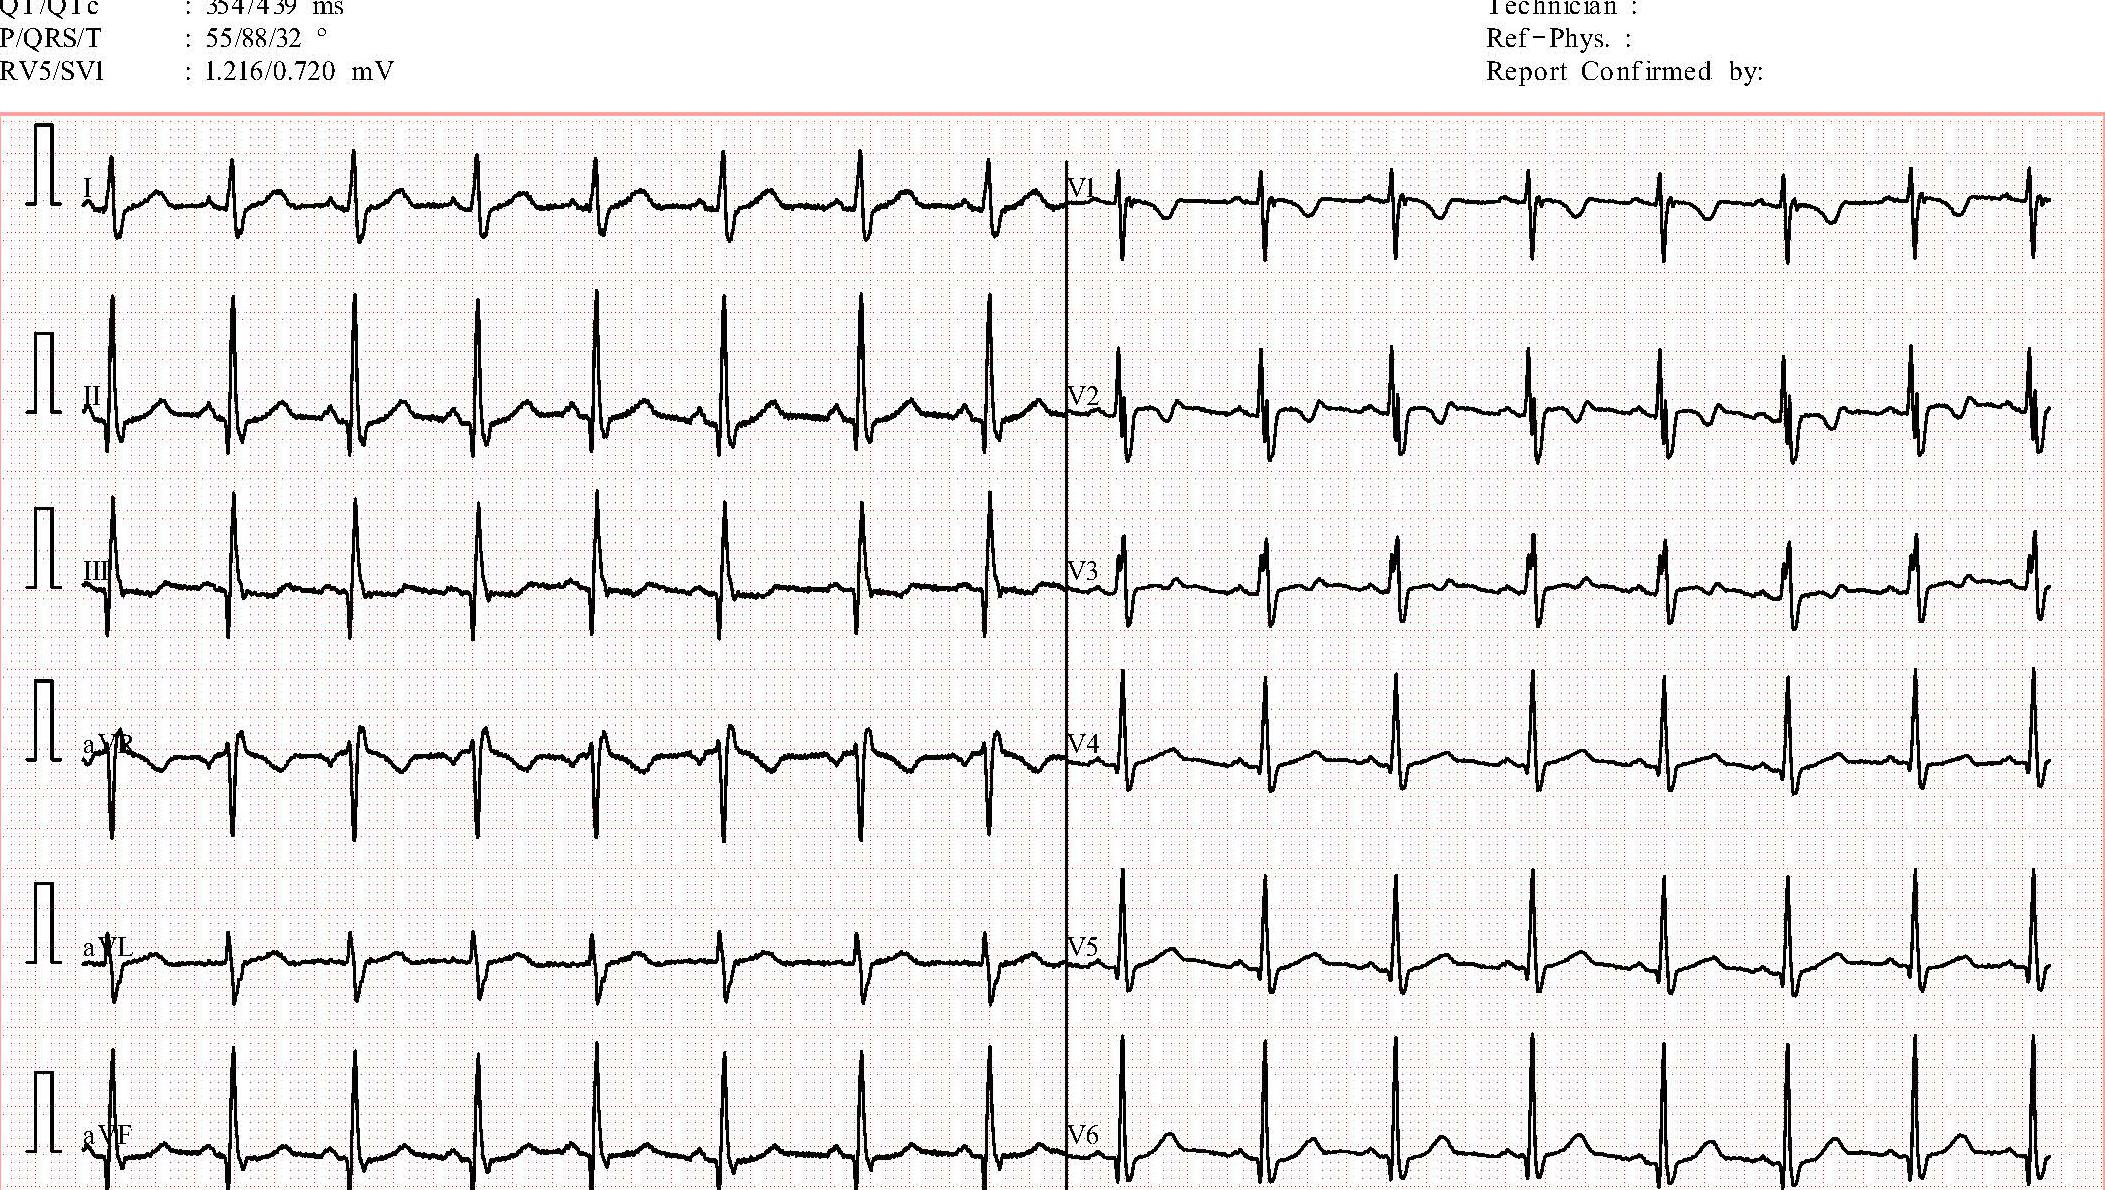 QT/QTc : 354/439 ms
P/QRS/T : 55/88/32 °
RV5/SV1 : 1.216/0.720 mV
Technician :
Ref-Phys. :
Report Confirmed by:
I
II
III
aVR
aVL
aVF
V1
V2
V3
V4
V5
V6